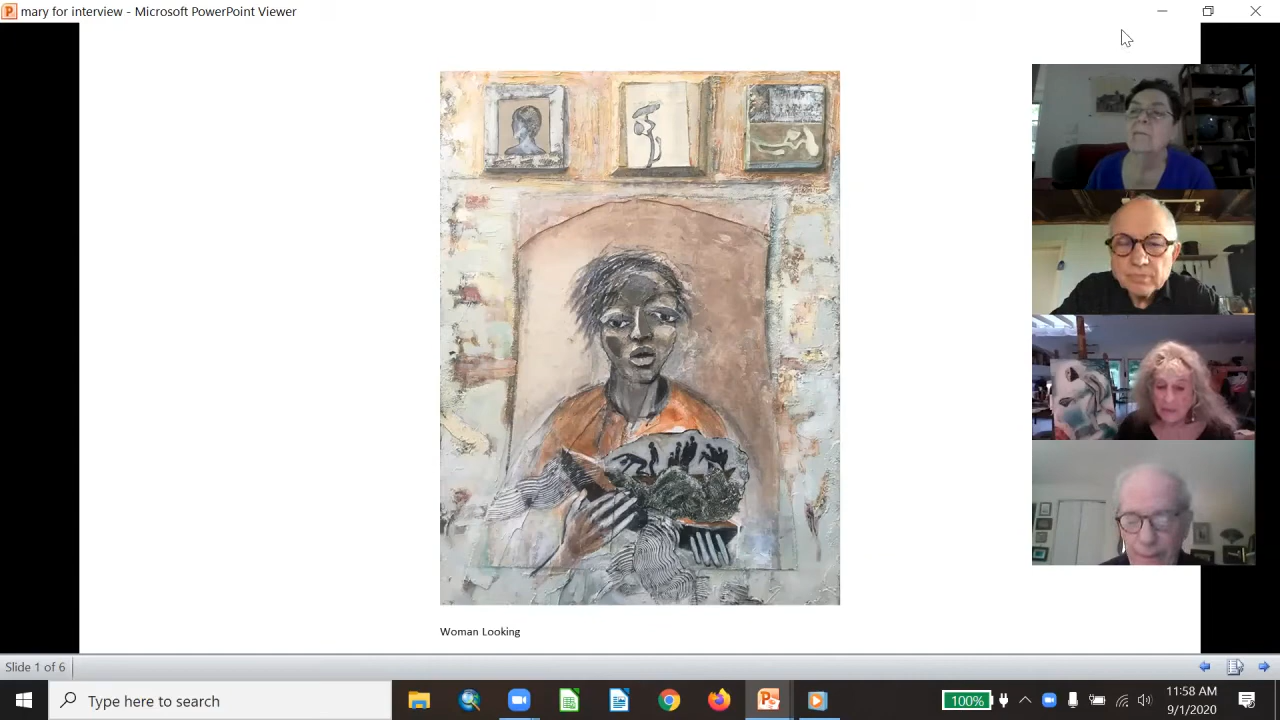 mary for interview - Microsoft PowerPoint Viewer
Woman Looking
Slide 1 of 6
Type here to search
100%
11:58 AM
9/1/2020